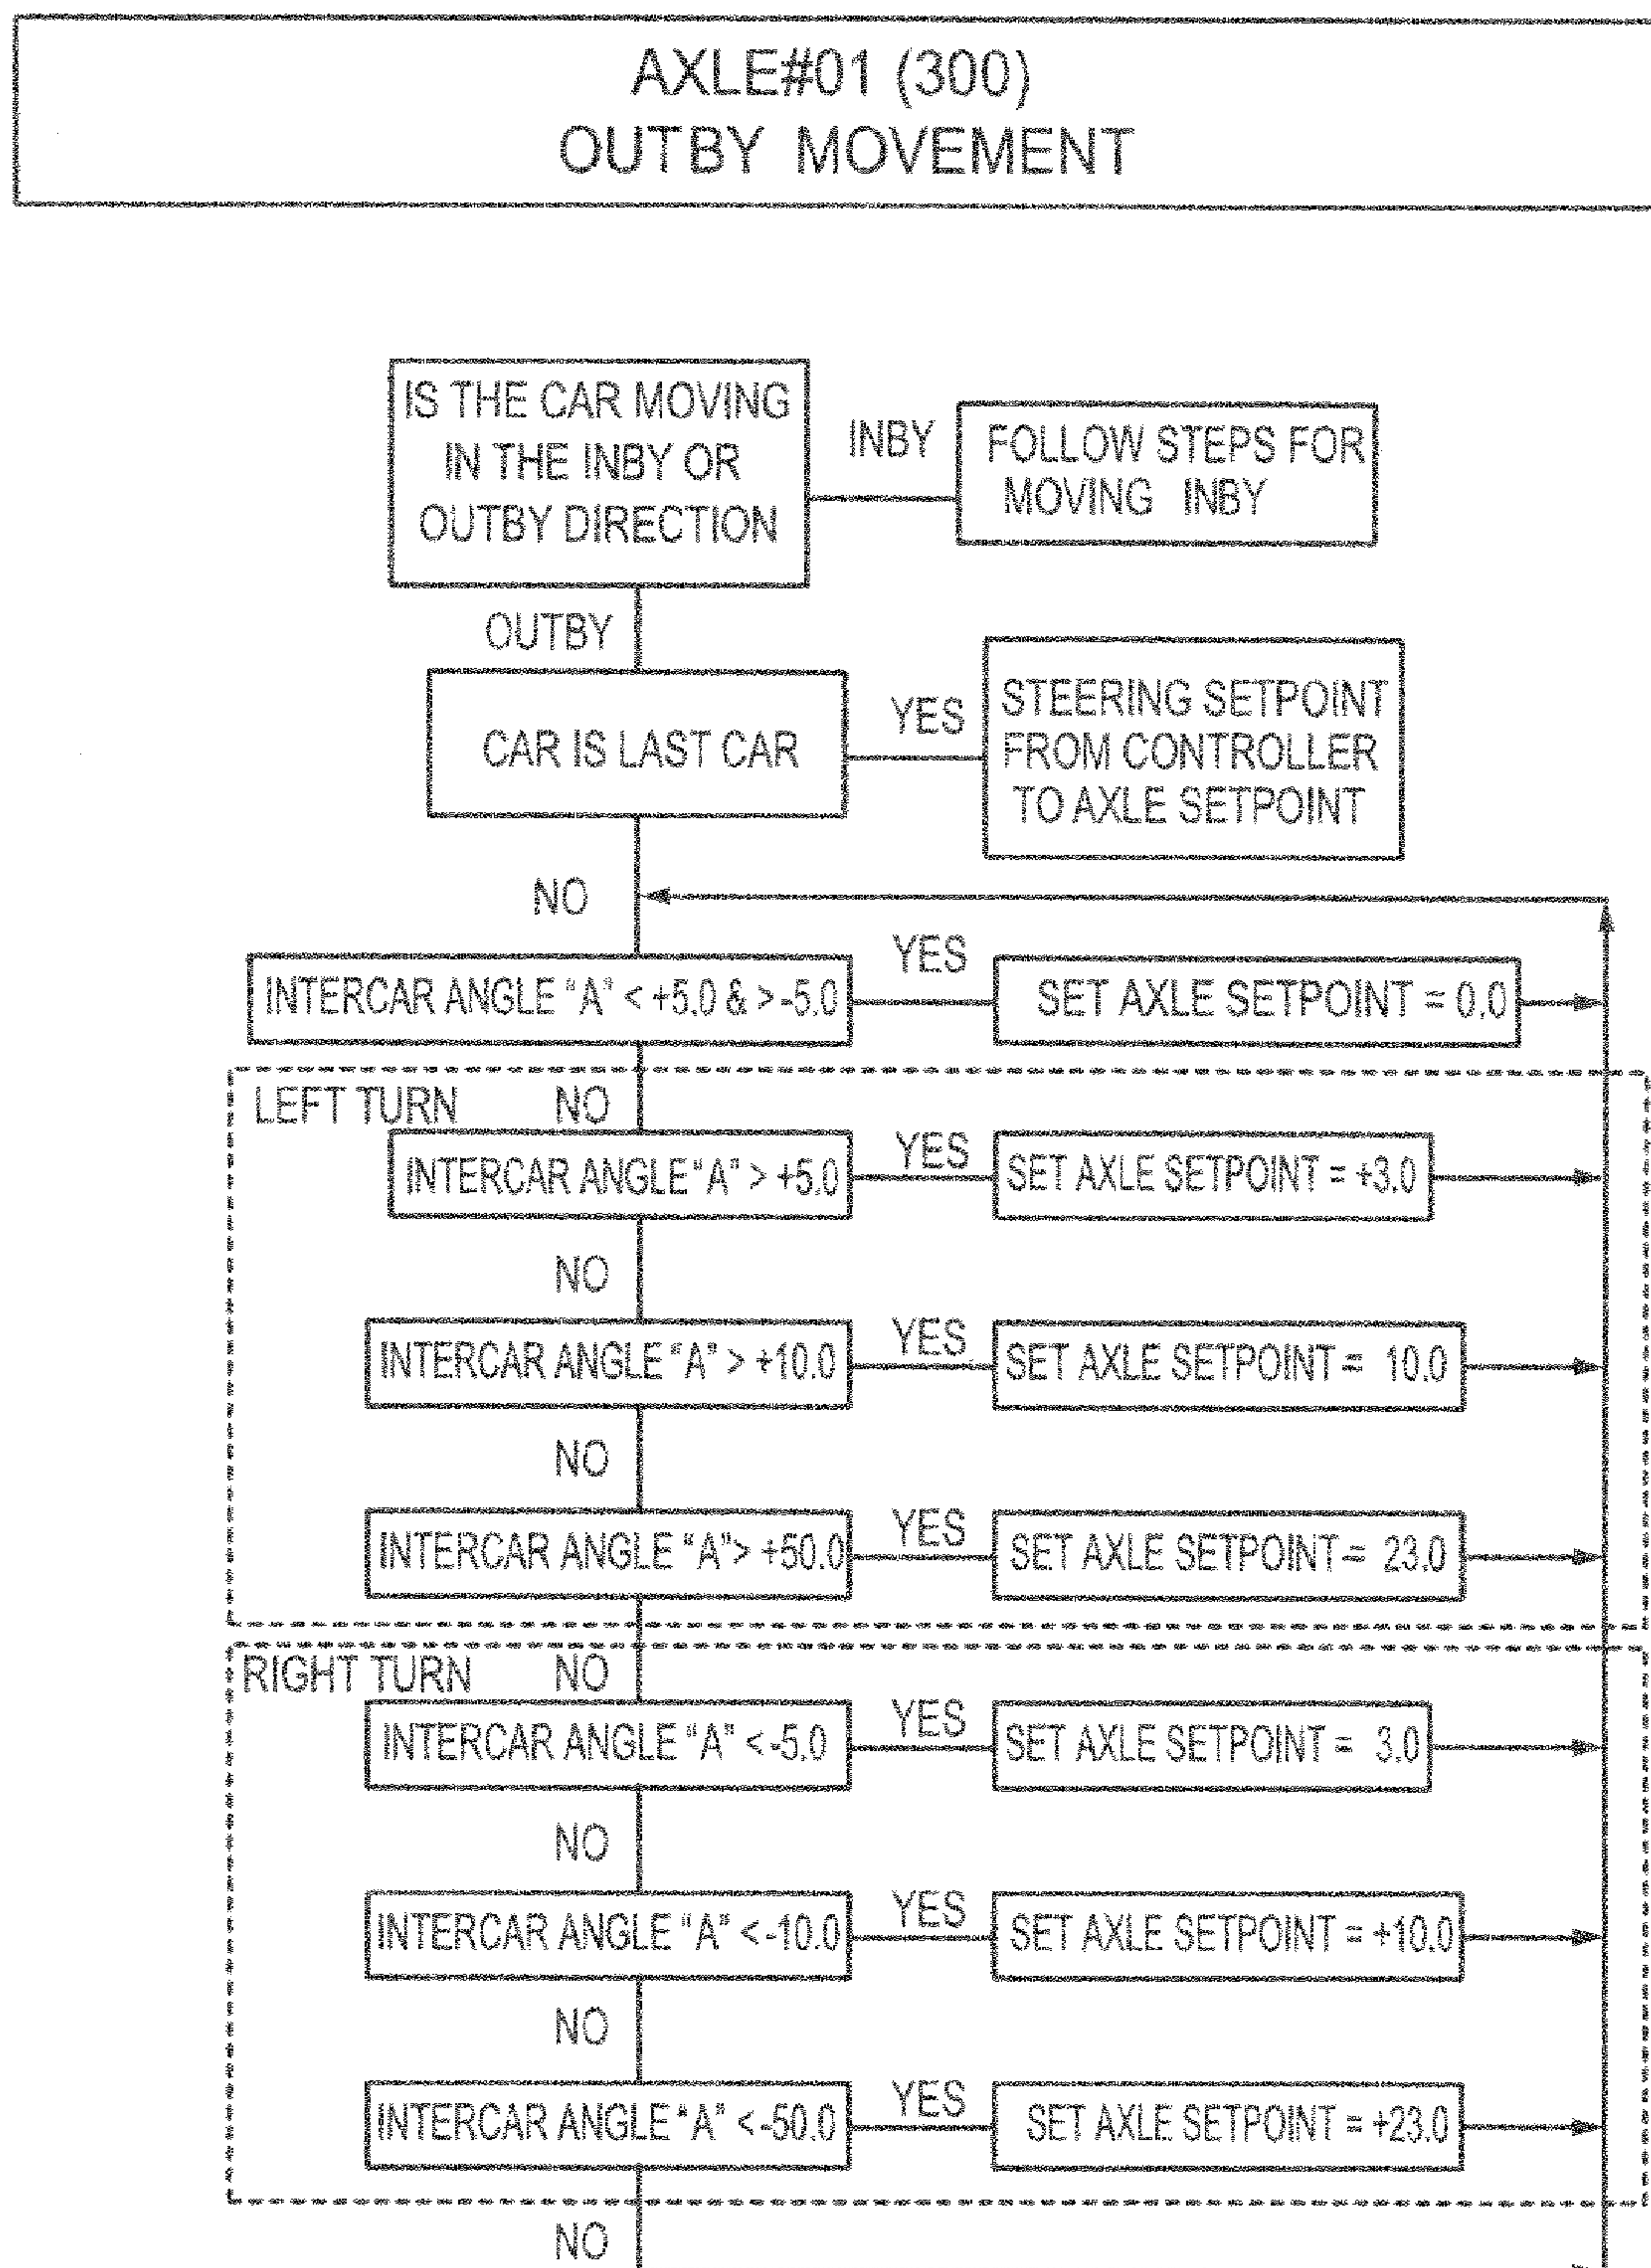 AXLE#01 (300)
OUTBY MOVEMENT
IS THE CAR MOVING
IN THE INBY OR
OUTBY DIRECTION
INBY
FOLLOW STEPS FOR
MOVING INBY
OUTBY
CAR IS LAST CAR
YES
STEERING SETPOINT
FROM CONTROLLER
TO AXLE SETPOINT
NO
INTERCAR ANGLE "A" < +5.0 & > -5.0
YES
SET AXLE SETPOINT = 0.0
LEFT TURN
NO
INTERCAR ANGLE "A" > +5.0
YES
SET AXLE SETPOINT = +3.0
NO
INTERCAR ANGLE "A" > +10.0
YES
SET AXLE SETPOINT = 10.0
NO
INTERCAR ANGLE "A"> +50.0
YES
SET AXLE SETPOINT = 23.0
RIGHT TURN
NO
INTERCAR ANGLE "A" < -5.0
YES
SET AXLE SETPOINT = 3.0
NO
INTERCAR ANGLE "A" < -10.0
YES
SET AXLE SETPOINT = +10.0
NO
INTERCAR ANGLE "A" < -50.0
YES
SET AXLE SETPOINT = +23.0
NO